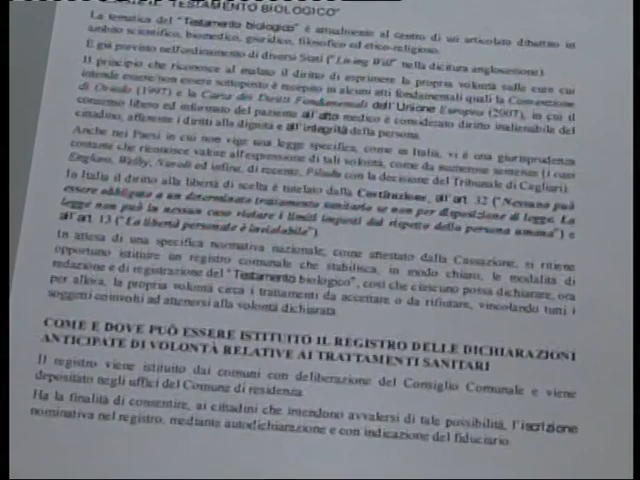 TESTAMENTO BIOLOGICO"
La tematica del "Testamento biologico" è attualmente al centro di un articolato dibattito in
ambito scientifico, biomedico, giuridico, filosofico ed etico-religioso.
È già previsto nell'ordinamento di diversi Stati ("Living Will" nella dicitura anglosassone).
Il principio che riconosce al malato il diritto di esprimere la propria volontà sulle cure cui
intende essere/non essere sottoposto è recepito in alcuni atti fondamentali quali la Convenzione
di Oviedo (1997) e la Carta dei Diritti Fondamentali dell'Unione Europea (2007), in cui il
consenso libero ed informato del paziente all'atto medico è considerato diritto inalienabile del
cittadino, afferente i diritti alla dignità e all'integrità della persona.
Anche nei Paesi in cui non vige una legge specifica, come in Italia, vi è una giurisprudenza
costante che riconosce valore all'espressione di tali volontà, come da numerose sentenze (i casi
Englaro, Welby, Nuvoli ed infine, di recente, Piludu con la decisione del Tribunale di Cagliari).
In Italia il diritto alla libertà di scelta è tutelato dalla Costituzione, all'art. 32 ("Nessuno può
essere obbligato a un determinato trattamento sanitario se non per disposizione di legge. La
legge non può in nessun caso violare i limiti imposti dal rispetto della persona umana") e
all'art. 13 ("La libertà personale è inviolabile").
In attesa di una specifica normativa nazionale, come attestato dalla Cassazione, si ritiene
opportuno istituire un registro comunale che stabilisca, in modo chiaro, le modalità di
redazione e di registrazione del "Testamento biologico", così che ciascuno possa dichiarare, ora
per allora, la propria volontà circa i trattamenti da accettare o da rifiutare, vincolando tutti i
soggetti coinvolti ad attenersi alla volontà dichiarata.
COME E DOVE PUÒ ESSERE ISTITUITO IL REGISTRO DELLE DICHIARAZIONI
ANTICIPATE DI VOLONTÀ RELATIVE AI TRATTAMENTI SANITARI
Il registro viene istituito dai comuni con deliberazione del Consiglio Comunale e viene
depositato negli uffici del Comune di residenza.
Ha la finalità di consentire, ai cittadini che intendono avvalersi di tale possibilità, l'iscrizione
nominativa nel registro, mediante autodichiarazione e con indicazione del fiduciario.